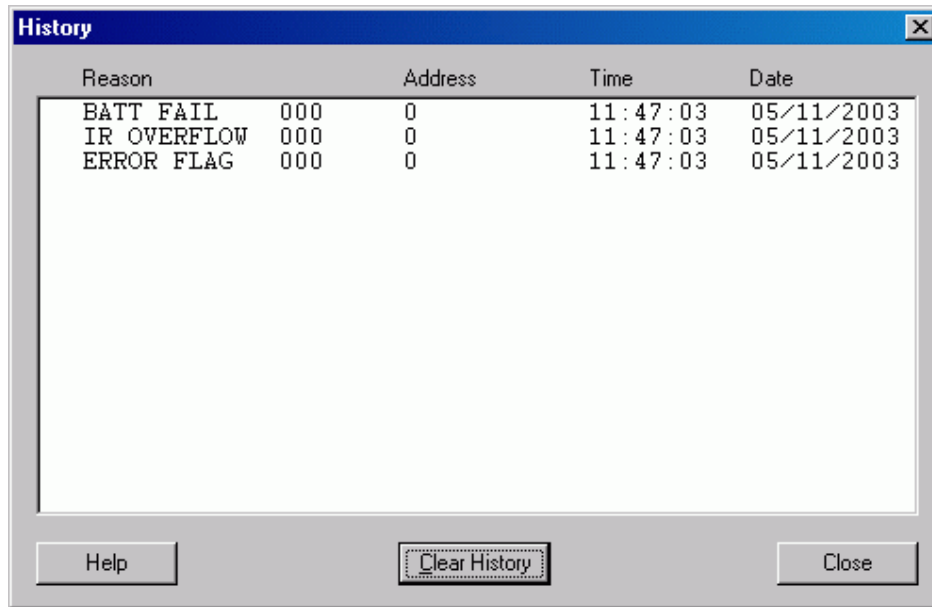 History
Reason Address Time Date
BATT FAIL 000 0 11:47:03 05/11/2003
IR OVERFLOW 000 0 11:47:03 05/11/2003
ERROR FLAG 000 0 11:47:03 05/11/2003
Help Clear History Close